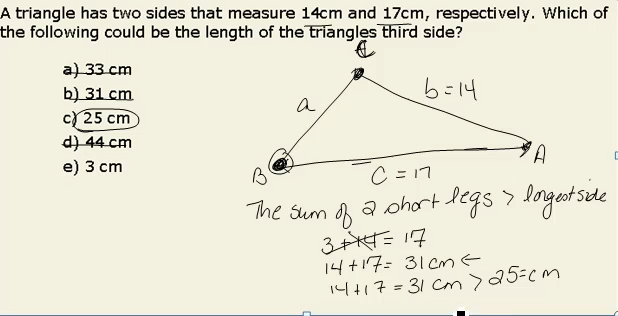 A triangle has two sides that measure 14cm and 17cm, respectively. Which of
the following could be the length of the triangles third side?
a) 33 cm
b) 31 cm
c) 25 cm
d) 44 cm
e) 3 cm
C
a
b = 14
B
A
C = 17
The sum of 2 short legs > longest side
3 + 14 = 17
14 + 17 = 31 cm ←
14 + 17 = 31 cm > 25 cm